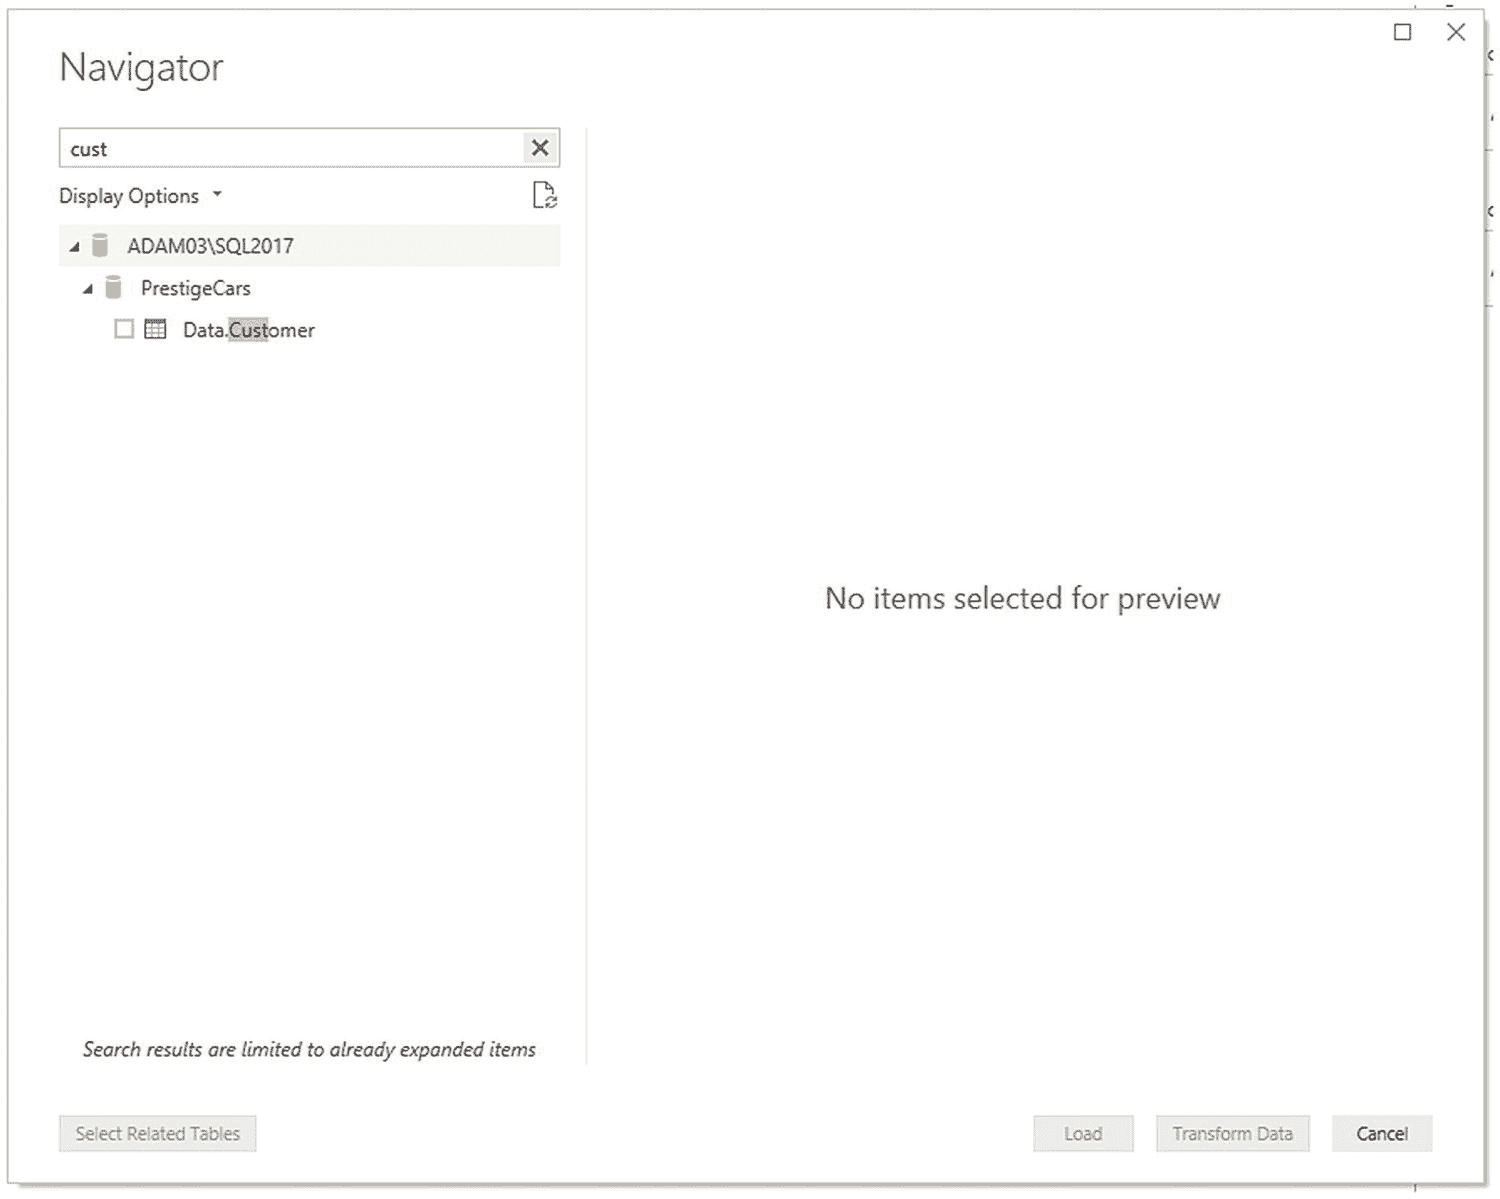 Navigator
cust
Display Options
ADAM03\SQL2017
PrestigeCars
Data.Customer
No items selected for preview
Search results are limited to already expanded items
Select Related Tables
Load
Transform Data
Cancel